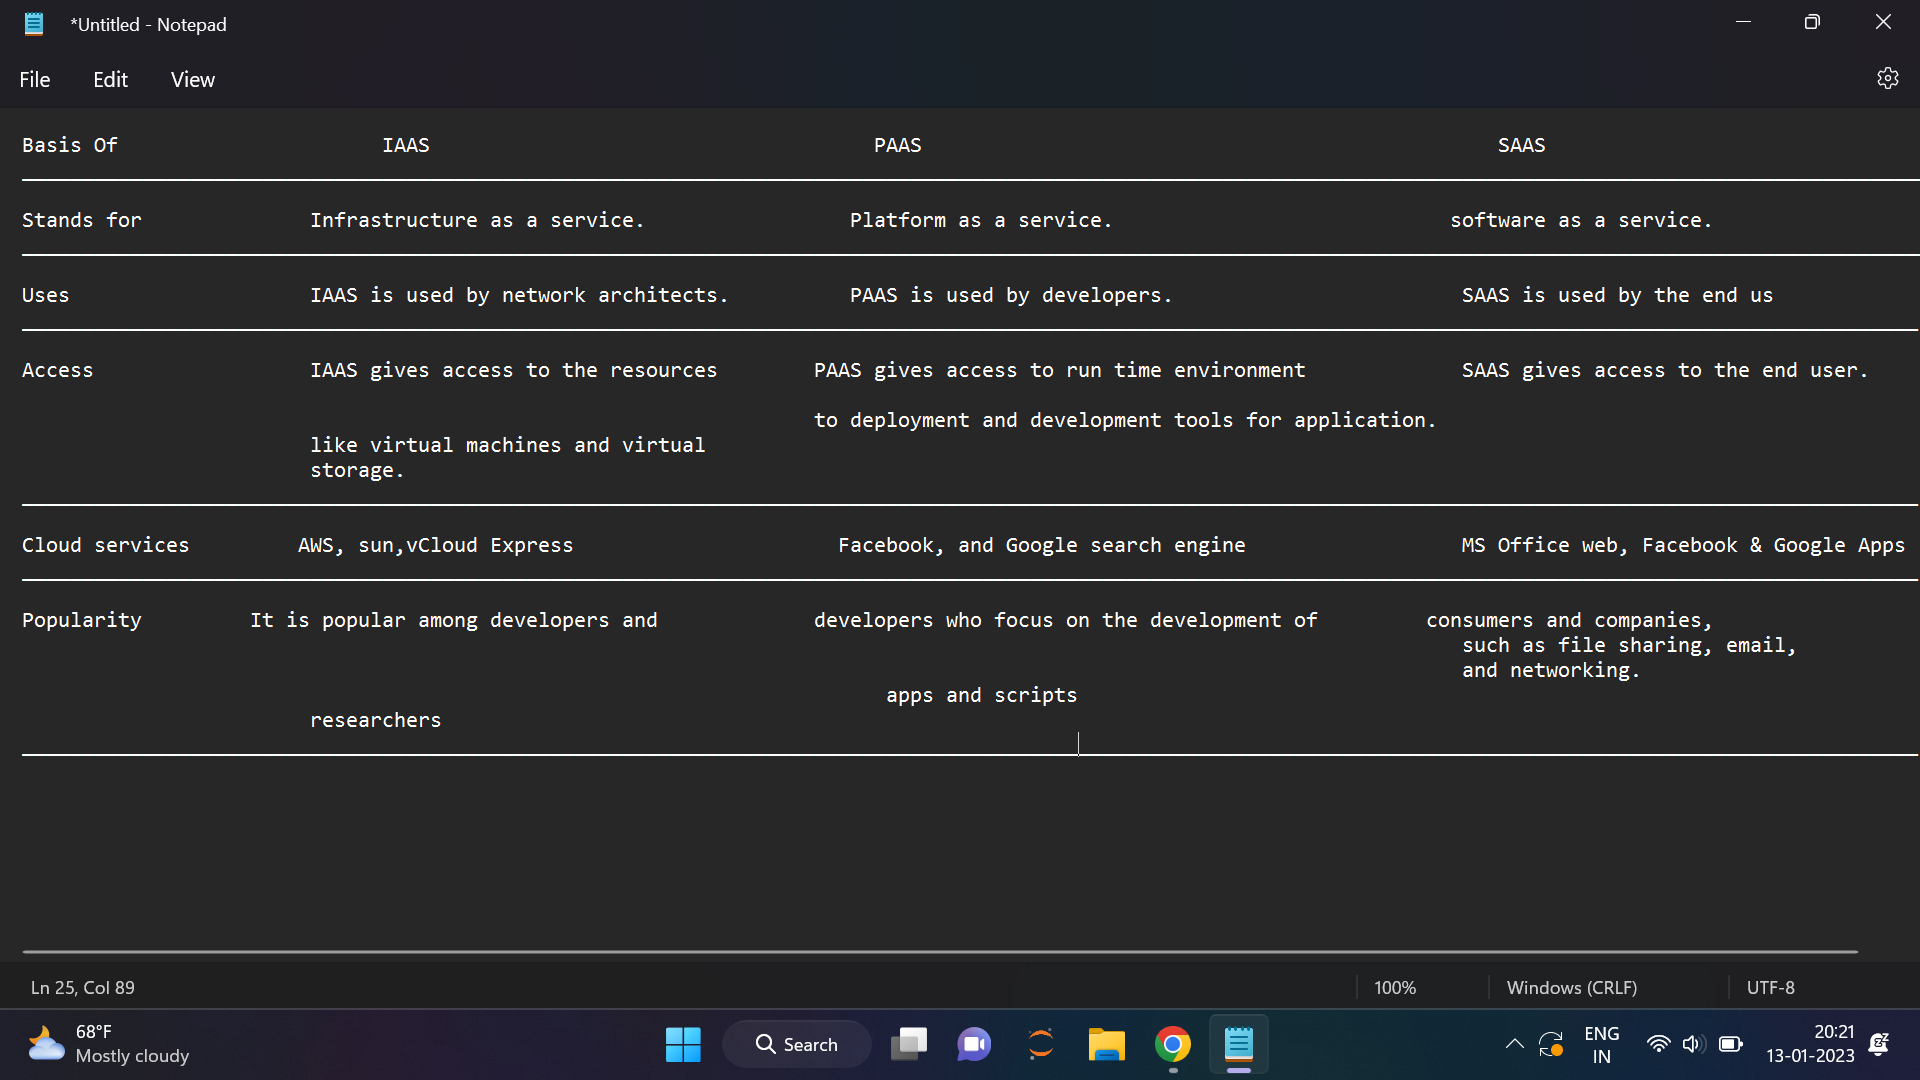 *Untitled - Notepad
File Edit View
Basis Of IAAS PAAS SAAS
Stands for Infrastructure as a service. Platform as a service. software as a service.
Uses IAAS is used by network architects. PAAS is used by developers. SAAS is used by the end us
Access IAAS gives access to the resources PAAS gives access to run time environment SAAS gives access to the end user.
to deployment and development tools for application.
like virtual machines and virtual
storage.
Cloud services AWS, sun,vCloud Express Facebook, and Google search engine MS Office web, Facebook & Google Apps
Popularity It is popular among developers and developers who focus on the development of consumers and companies,
such as file sharing, email,
and networking.
apps and scripts
researchers
Ln 25, Col 89 100% Windows (CRLF) UTF-8
68°F
Mostly cloudy
Search
ENG
IN
20:21
13-01-2023